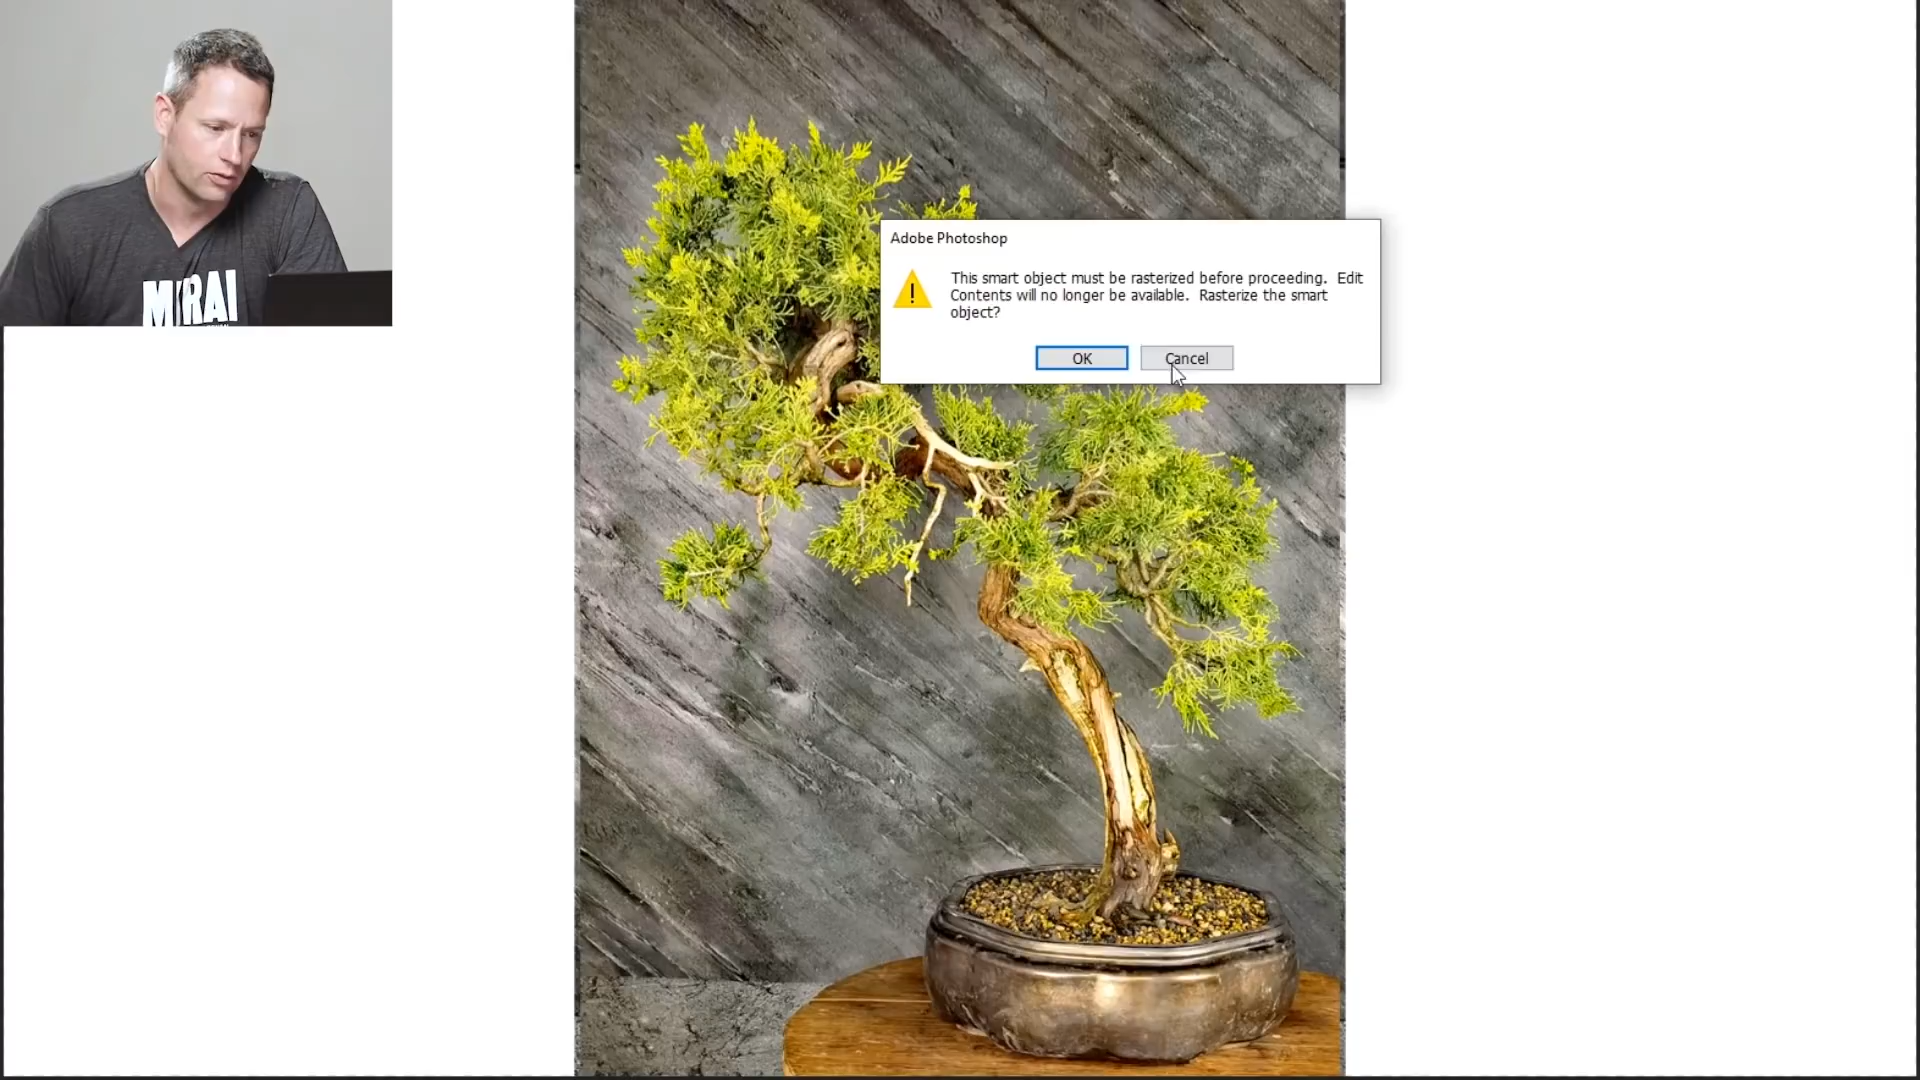 MIRAI
Adobe Photoshop
This smart object must be rasterized before proceeding. Edit
Contents will no longer be available. Rasterize the smart
object?
OK
Cancel